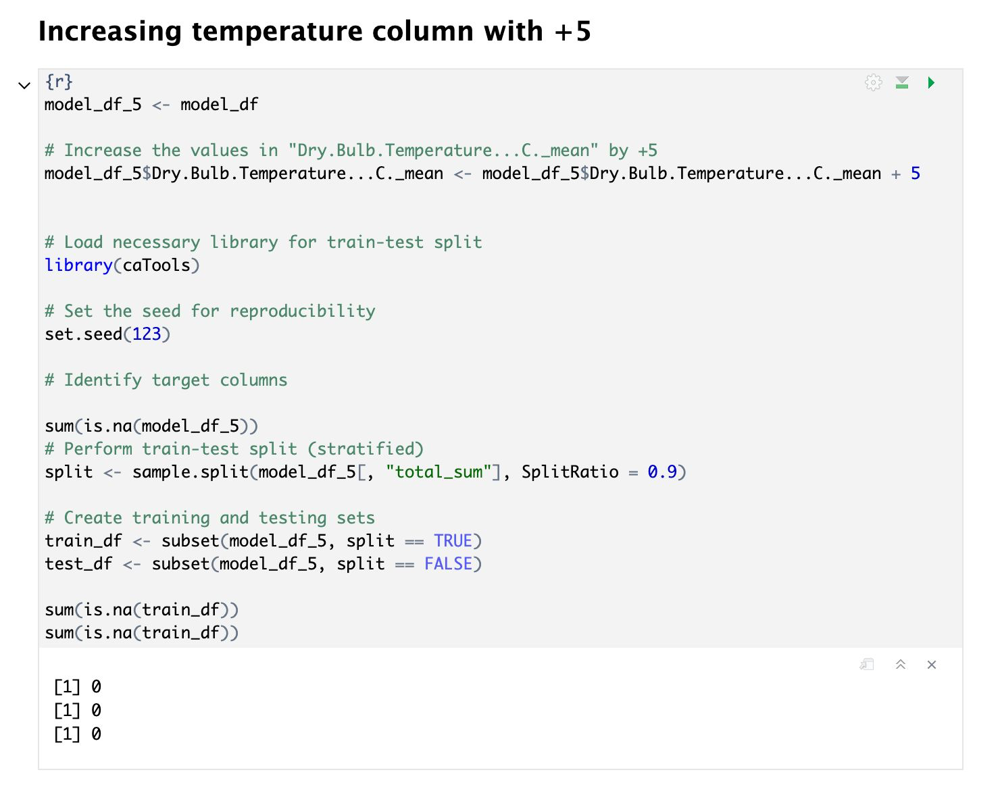 Increasing temperature column with +5
{r}
model_df_5 <- model_df
# Increase the values in "Dry.Bulb.Temperature...C._mean" by +5
model_df_5$Dry.Bulb.Temperature...C._mean <- model_df_5$Dry.Bulb.Temperature...C._mean + 5
# Load necessary library for train-test split
library(caTools)
# Set the seed for reproducibility
set.seed(123)
# Identify target columns
sum(is.na(model_df_5))
# Perform train-test split (stratified)
split <- sample.split(model_df_5[, "total_sum"], SplitRatio = 0.9)
# Create training and testing sets
train_df <- subset(model_df_5, split == TRUE)
test_df <- subset(model_df_5, split == FALSE)
sum(is.na(train_df))
sum(is.na(train_df))
[1] 0
[1] 0
[1] 0